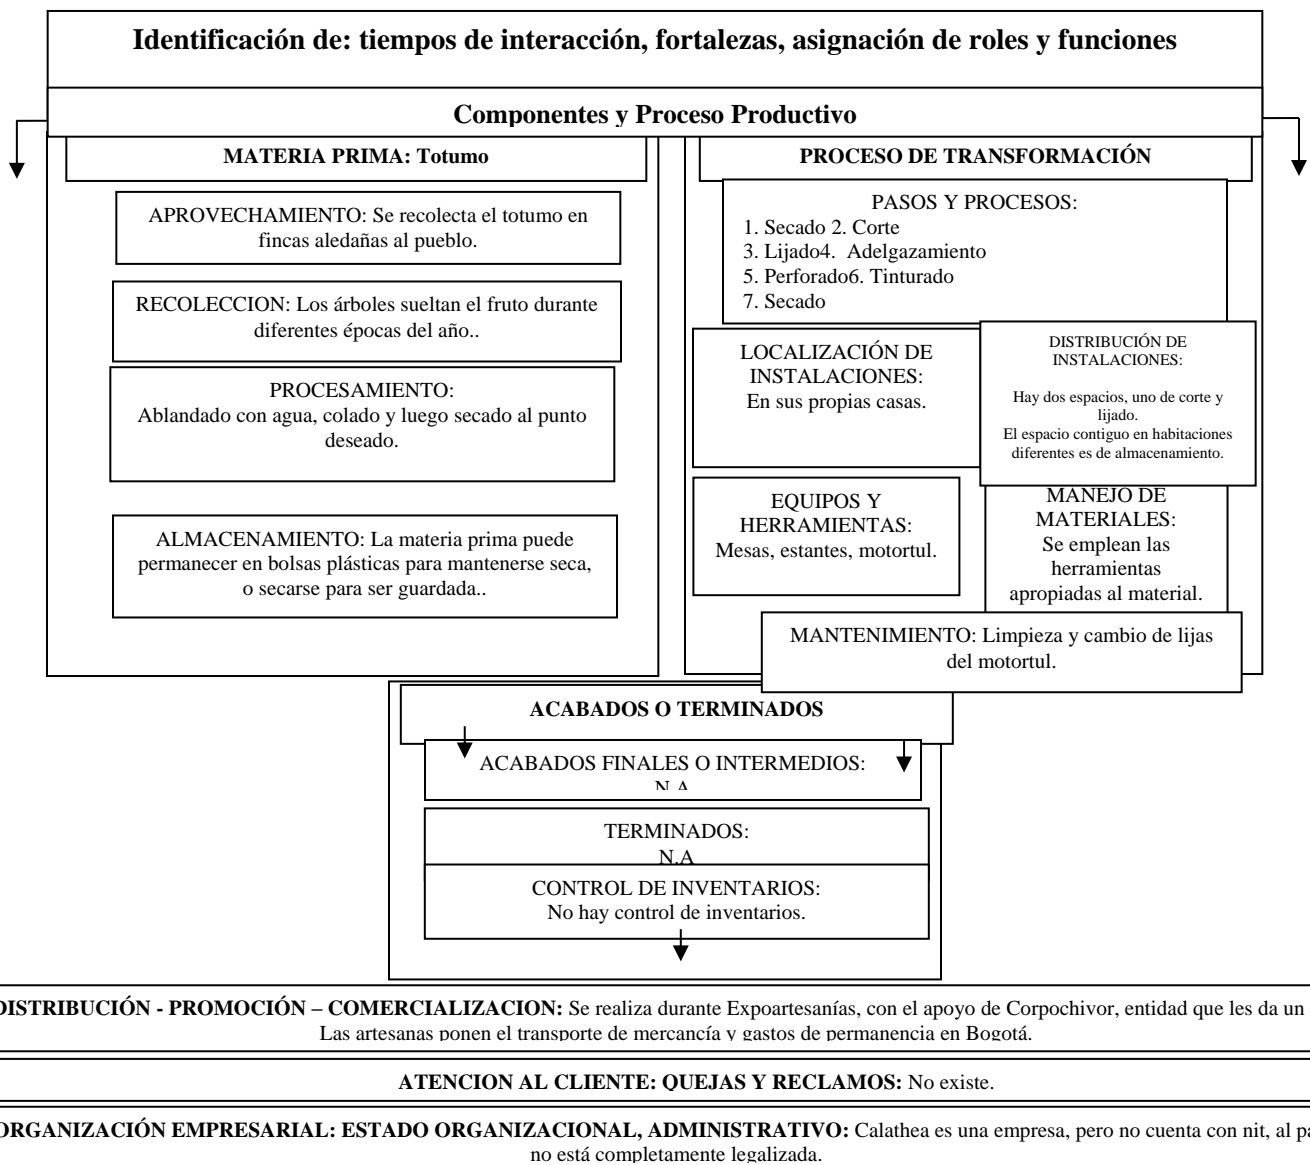 Identificación de: tiempos de interacción, fortalezas, asignación de roles y funciones
Componentes y Proceso Productivo
MATERIA PRIMA: Totumo
APROVECHAMIENTO: Se recolecta el totumo en
fincas aledañas al pueblo.
RECOLECCION: Los árboles sueltan el fruto durante
diferentes épocas del año..
PROCESAMIENTO:
Ablandado con agua, colado y luego secado al punto
deseado.
ALMACENAMIENTO: La materia prima puede
permanecer en bolsas plásticas para mantenerse seca,
o secarse para ser guardada..
PROCESO DE TRANSFORMACIÓN
PASOS Y PROCESOS:
1. Secado 2. Corte
3. Lijado4. Adelgazamiento
5. Perforado6. Tinturado
7. Secado
LOCALIZACIÓN DE
INSTALACIONES:
En sus propias casas.
DISTRIBUCIÓN DE
INSTALACIONES:
Hay dos espacios, uno de corte y
lijado.
El espacio contiguo en habitaciones
diferentes es de almacenamiento.
EQUIPOS Y
HERRAMIENTAS:
Mesas, estantes, motortul.
MANEJO DE
MATERIALES:
Se emplean las
herramientas
apropiadas al material.
MANTENIMIENTO: Limpieza y cambio de lijas
del motortul.
ACABADOS O TERMINADOS
ACABADOS FINALES O INTERMEDIOS:
N.A
TERMINADOS:
N.A
CONTROL DE INVENTARIOS:
No hay control de inventarios.
DISTRIBUCIÓN - PROMOCIÓN – COMERCIALIZACION: Se realiza durante Expoartesanías, con el apoyo de Corpochivor, entidad que les da un
Las artesanas ponen el transporte de mercancía y gastos de permanencia en Bogotá.
ATENCION AL CLIENTE: QUEJAS Y RECLAMOS: No existe.
ORGANIZACIÓN EMPRESARIAL: ESTADO ORGANIZACIONAL, ADMINISTRATIVO: Calathea es una empresa, pero no cuenta con nit, al
no está completamente legalizada.